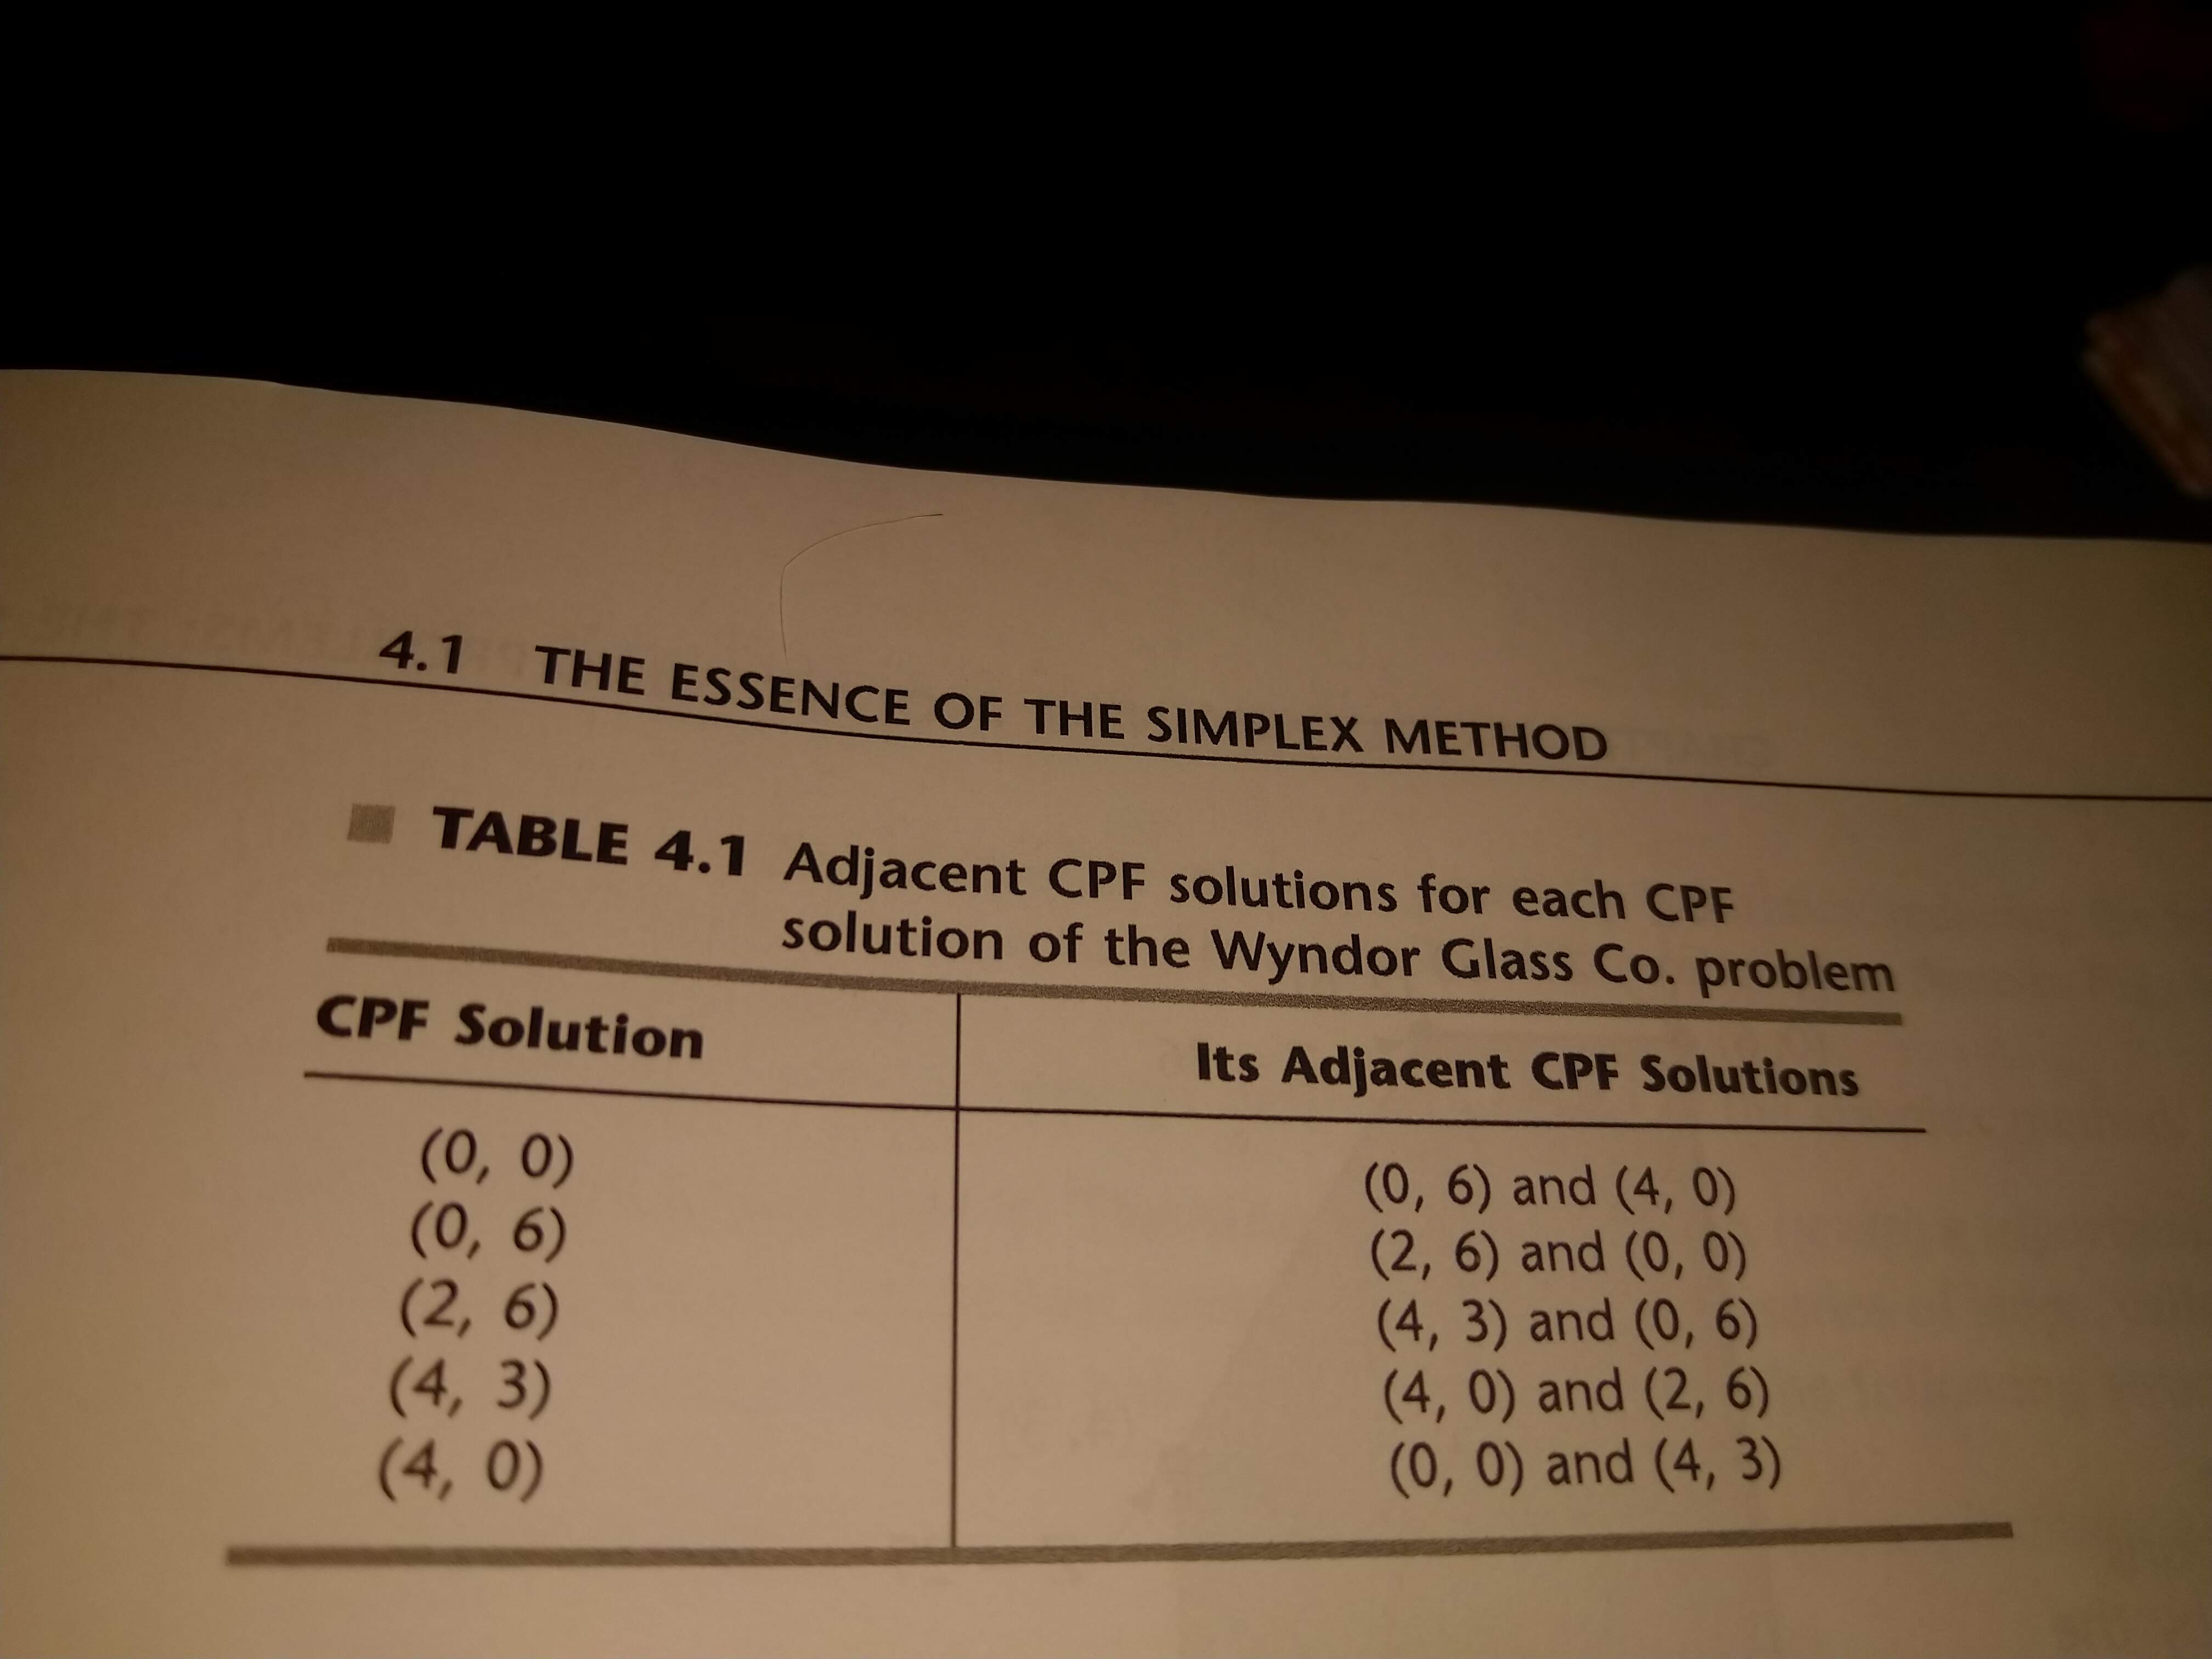 4.1 THE ESSENCE OF THE SIMPLEX METHOD
TABLE 4.1 Adjacent CPF solutions for each CPF
solution of the Wyndor Glass Co. problem
CPF Solution Its Adjacent CPF Solutions
(0, 0) (0, 6) and (4, 0)
(0, 6) (2, 6) and (0, 0)
(2, 6) (4, 3) and (0, 6)
(4, 3) (4, 0) and (2, 6)
(4, 0) (0, 0) and (4, 3)